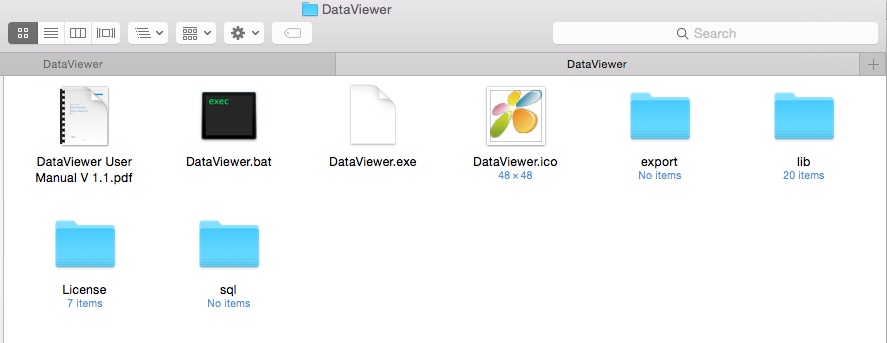 DataViewer
Search
DataViewer
DataViewer
exec
DataViewer User
Manual V 1.1.pdf
DataViewer.bat
DataViewer.exe
DataViewer.ico
48 × 48
export
No items
lib
20 items
License
7 items
sql
No items